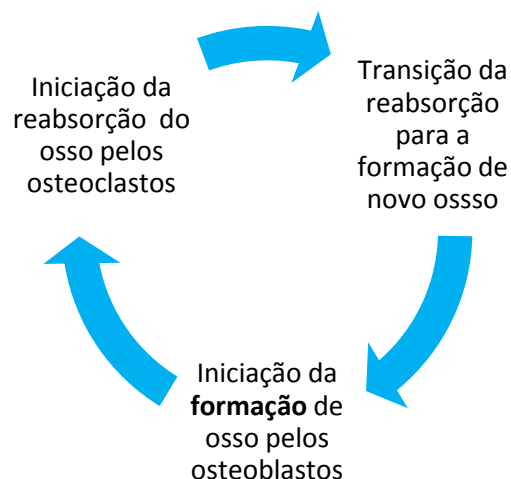 Iniciação da
reabsorção do
osso pelos
osteoclastos
Transição da
reabsorção
para a
formação de
novo ossso
Iniciação da
formação de
osso pelos
osteoblastos